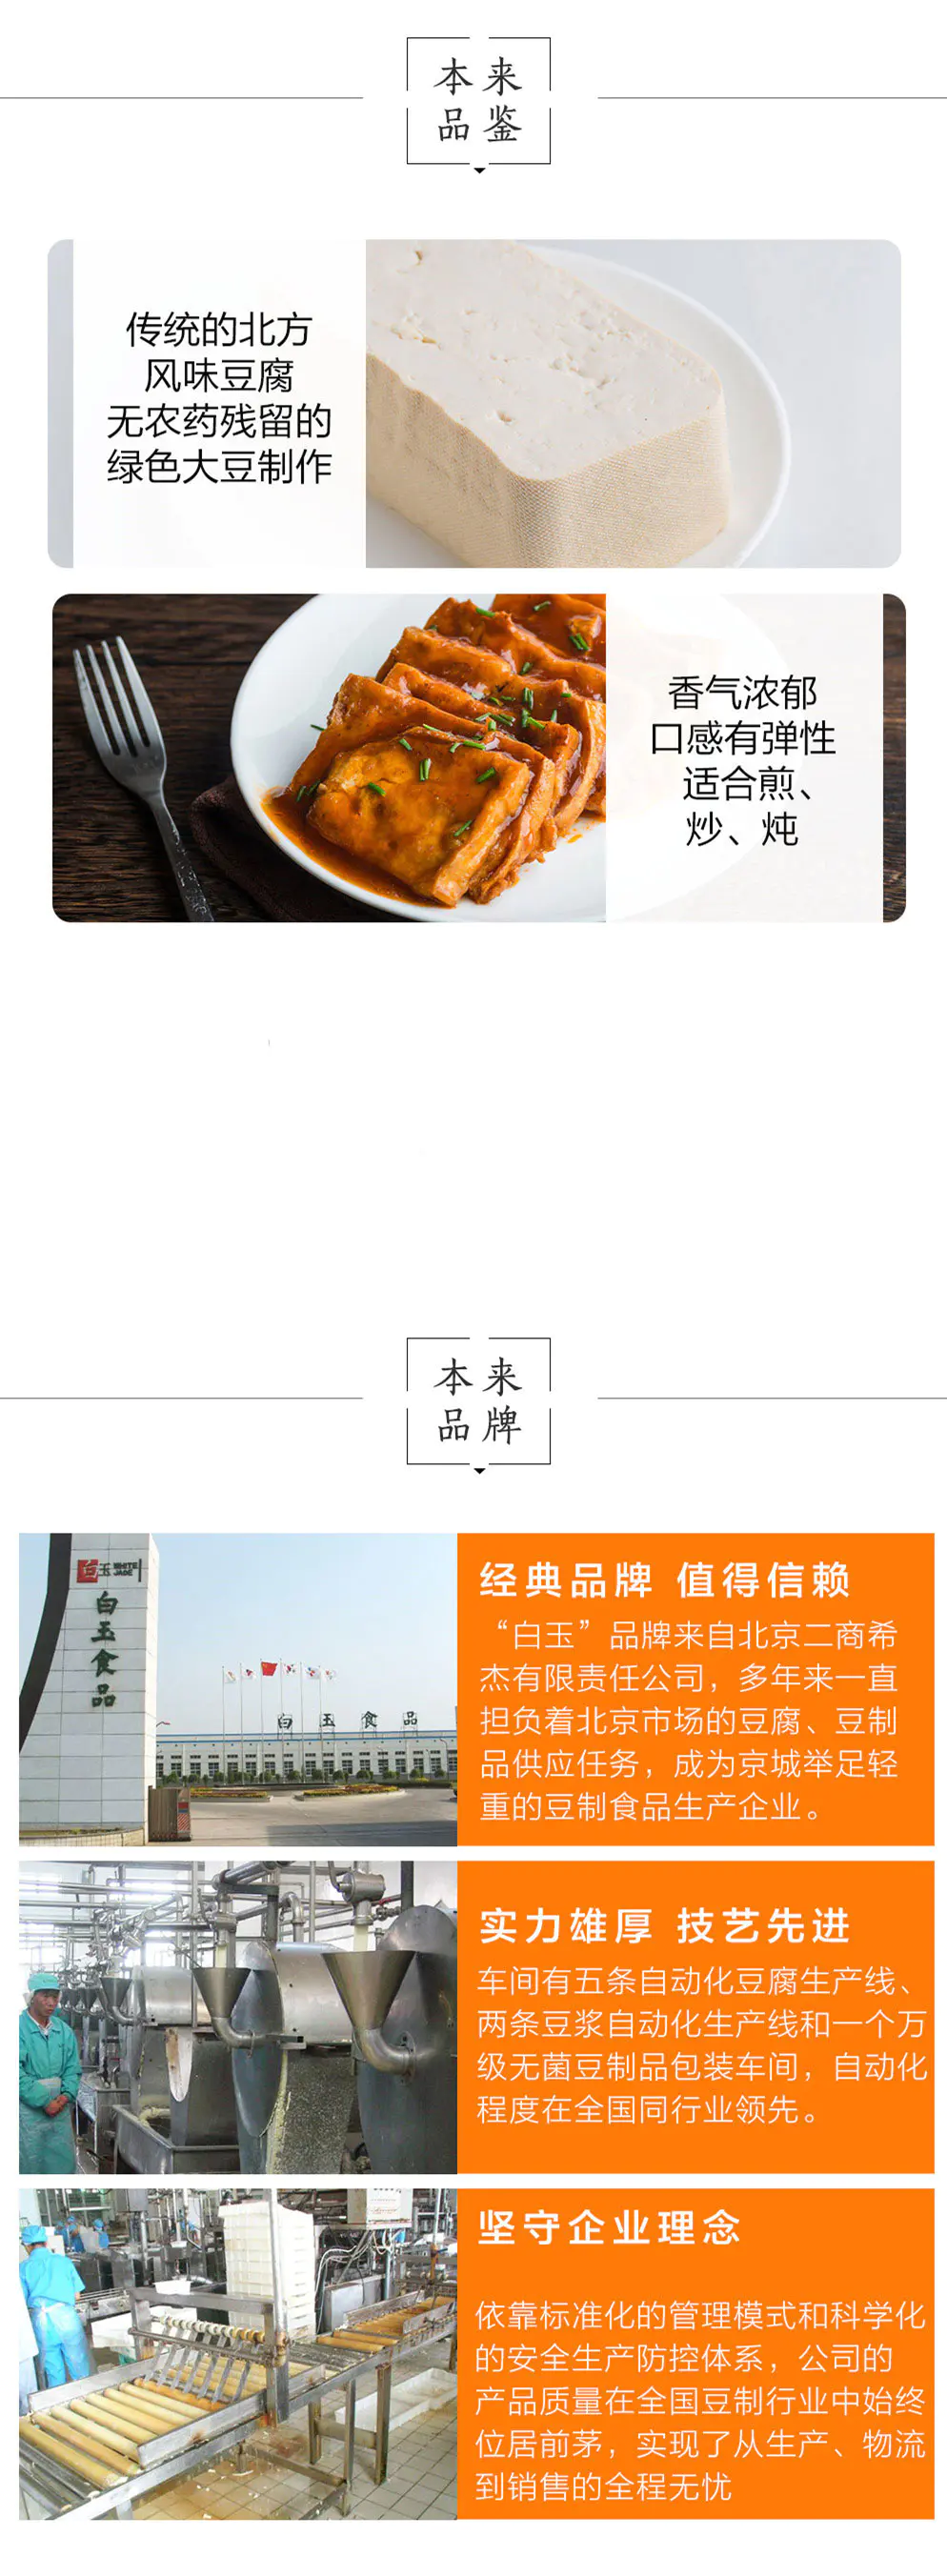 本来
品鉴
传统的北方
风味豆腐
无农药残留的
绿色大豆制作
香气浓郁
口感有弹性
适合煎、
炒、炖
本来
品牌
白玉 WHITE JADE
白玉食品
白玉食品
经典品牌 值得信赖
“白玉”品牌来自北京二商希
杰有限责任公司，多年来一直
担负着北京市场的豆腐、豆制
品供应任务，成为京城举足轻
重的豆制食品生产企业。
实力雄厚 技艺先进
车间有五条自动化豆腐生产线、
两条豆浆自动化生产线和一个万
级无菌豆制品包装车间，自动化
程度在全国同行业领先。
坚守企业理念
依靠标准化的管理模式和科学化
的安全生产防控体系，公司的
产品质量在全国豆制行业中始终
位居前茅，实现了从生产、物流
到销售的全程无忧